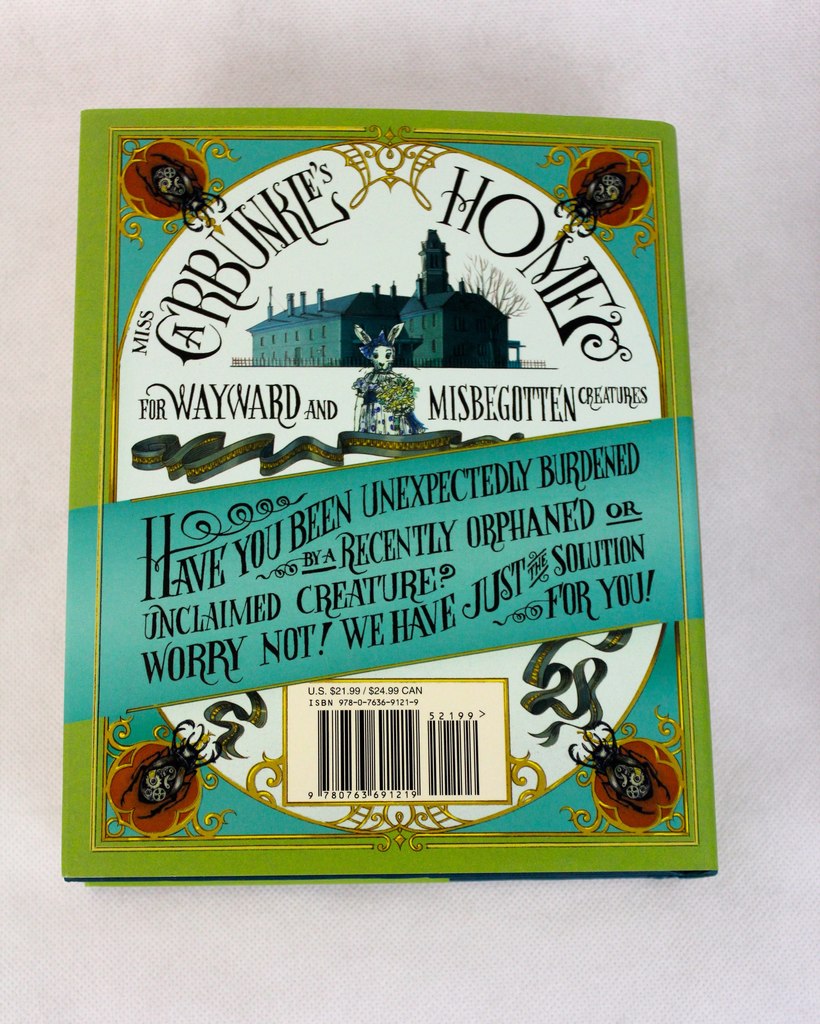 MISS CARBUNKLE'S HOME
FOR WAYWARD AND MISBEGOTTEN CREATURES
HAVE YOU BEEN UNEXPECTEDLY BURDENED
BY A RECENTLY ORPHANED OR
UNCLAIMED CREATURE?
WORRY NOT! WE HAVE JUST THE SOLUTION
FOR YOU!
U.S. $21.99 / $24.99 CAN
ISBN 978-0-7636-9121-9
52199>
9 780763 691219